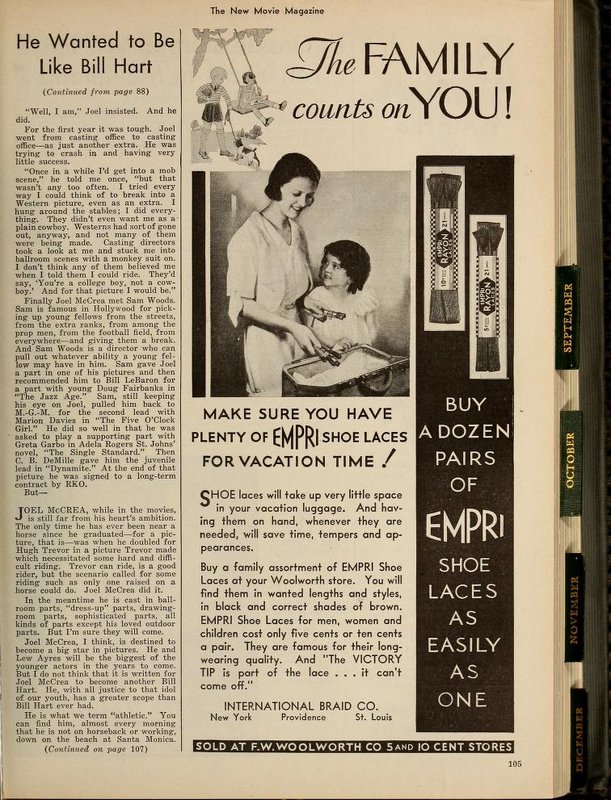 The New Movie Magazine
He Wanted to Be
Like Bill Hart
(Continued from page 88)
"Well, I am," Joel insisted. And he
did.
For the first year it was tough. Joel
went from casting office to casting
office—as just another extra. He was
trying to crash in and having very
little success.
"Once in a while I'd get into a mob
scene," he told me once, "but that
wasn't any too often. I tried every
way I could think of to break into a
Western picture, even as an extra. I
hung around the stables; I did every-
thing. They didn't even want me as a
plain cowboy. Westerns had sort of gone
out, anyway, and not many of them
were being made. Casting directors
took a look at me and stuck me into
ballroom scenes with a monkey suit on.
I don't think any of them believed me
when I told them I could ride. They'd
say, 'You're a college boy, not a cow-
boy.' And for that picture I would be."
Finally Joel McCrea met Sam Woods.
Sam is famous in Hollywood for pick-
ing up young fellows from the streets,
from the extra ranks, from among the
prop men, from the football field, from
everywhere—and giving them a break.
And Sam Woods is a director who can
pull out whatever ability a young fel-
low may have in him. Sam gave Joel
a part in one of his pictures and then
recommended him to Bill LeBaron for
a part with young Doug Fairbanks in
"The Jazz Age." Sam, still keeping
his eye on Joel, pulled him back to
M.-G.-M. for the second lead with
Marion Davies in "The Five O'Clock
Girl." He did so well in that he was
asked to play a supporting part with
Greta Garbo in Adela Rogers St. Johns'
novel, "The Single Standard." Then
C. B. DeMille gave him the juvenile
lead in "Dynamite." At the end of that
picture he was signed to a long-term
contract by RKO.
But—
JOEL McCREA, while in the movies,
is still far from his heart's ambition.
The only time he has ever been near a
horse since he graduated—for a pic-
ture, that is—was when he doubled for
Hugh Trevor in a picture Trevor made
which necessitated some hard and diffi-
cult riding. Trevor can ride, is a good
rider, but the scenario called for some
riding such as only one raised on a
horse could do. Joel McCrea did it.
In the meantime he is cast in ball-
room parts, "dress-up" parts, drawing-
room parts, sophisticated parts, all
kinds of parts except his loved outdoor
parts. But I'm sure they will come.
Joel McCrea, I think, is destined to
become a big star in pictures. He and
Lew Ayres will be the biggest of the
younger actors in the years to come.
But I do not think that it is written for
Joel McCrea to become another Bill
Hart. He, with all justice to that idol
of our youth, has a greater scope than
Bill Hart ever had.
He is what we term "athletic." You
can find him, almost every morning
that he is not on horseback or working,
down on the beach at Santa Monica.
(Continued on page 107)
The FAMILY
counts on YOU!
MAKE SURE YOU HAVE
PLENTY OF EMPRI SHOE LACES
FOR VACATION TIME!
SHOE laces will take up very little space
in your vacation luggage. And hav-
ing them on hand, whenever they are
needed, will save time, tempers and ap-
pearances.
Buy a family assortment of EMPRI Shoe
Laces at your Woolworth store. You will
find them in wanted lengths and styles,
in black and correct shades of brown.
EMPRI Shoe Laces for men, women and
children cost only five cents or ten cents
a pair. They are famous for their long-
wearing quality. And "The VICTORY
TIP is part of the lace . . . it can't
come off."
INTERNATIONAL BRAID CO.
New York Providence St. Louis
RAYON
10¢
RAYON
5¢
BUY
A DOZEN
PAIRS
OF
EMPRI
SHOE
LACES
AS
EASILY
AS
ONE
SOLD AT F. W. WOOLWORTH CO 5 AND 10 CENT STORES
105
SEPTEMBER
OCTOBER
NOVEMBER
DECEMBER